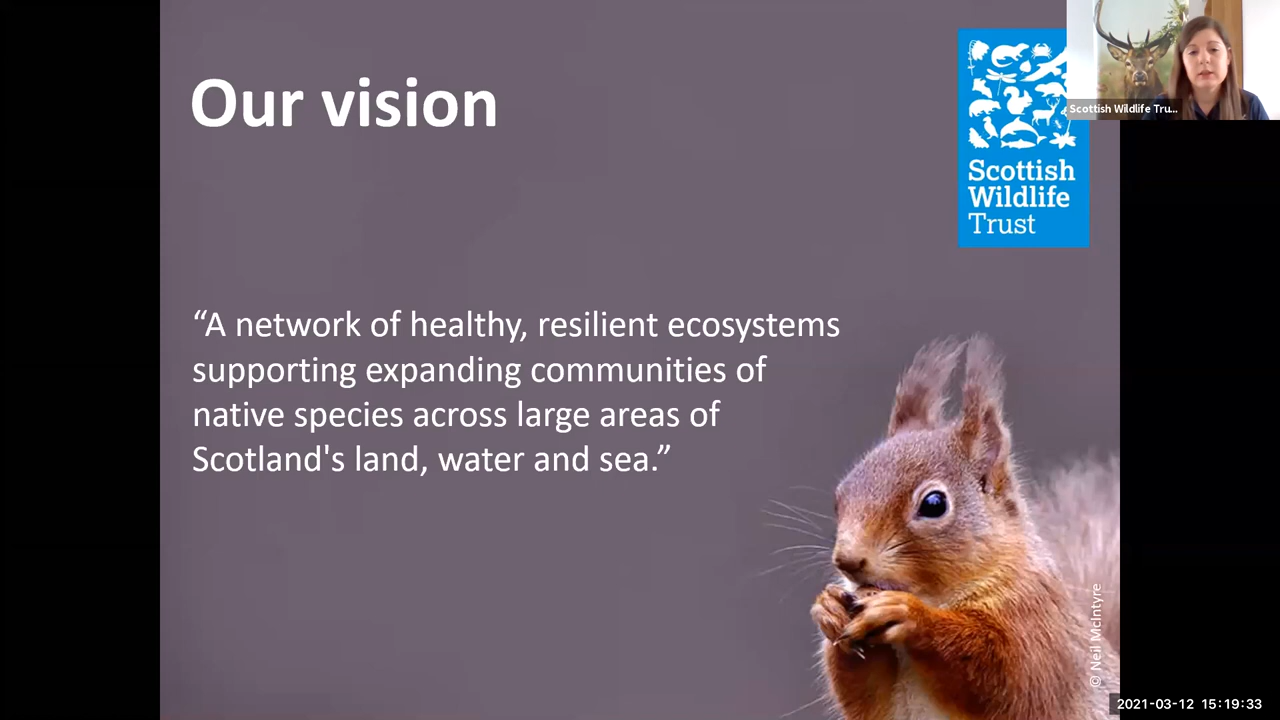 Our vision
Scottish
Wildlife
Trust
Scottish Wildlife Tru...
“A network of healthy, resilient ecosystems
supporting expanding communities of
native species across large areas of
Scotland's land, water and sea.”
© Neil McIntyre
2021-03-12 15:19:33